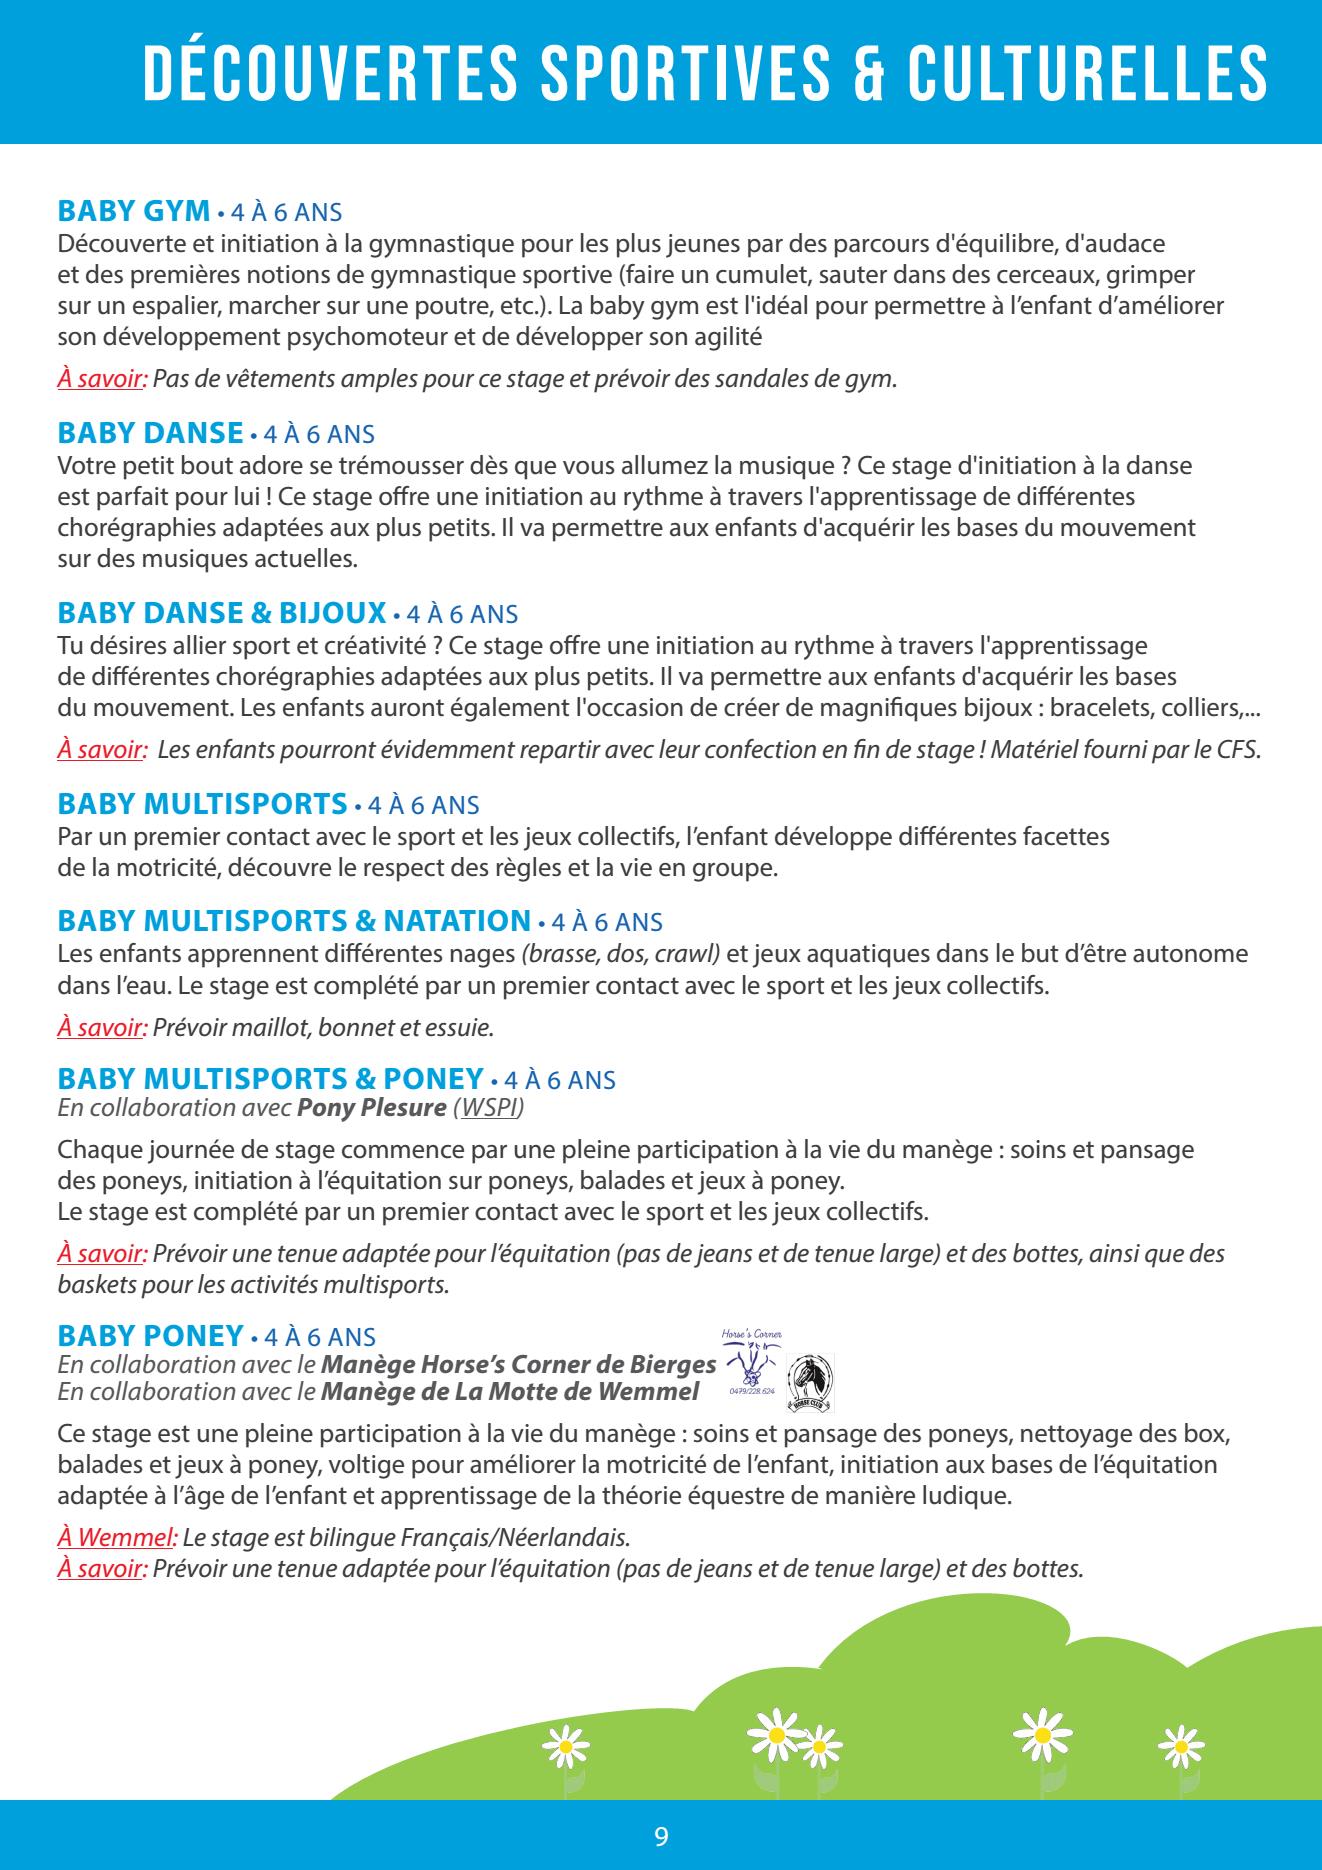 DÉCOUVERTES SPORTIVES & CULTURELLES
BABY GYM • 4 À 6 ANS
Découverte et initiation à la gymnastique pour les plus jeunes par des parcours d'équilibre, d'audace
et des premières notions de gymnastique sportive (faire un cumulet, sauter dans des cerceaux, grimper
sur un espalier, marcher sur une poutre, etc.). La baby gym est l'idéal pour permettre à l’enfant d’améliorer
son développement psychomoteur et de développer son agilité
À savoir: Pas de vêtements amples pour ce stage et prévoir des sandales de gym.
BABY DANSE • 4 À 6 ANS
Votre petit bout adore se trémousser dès que vous allumez la musique ? Ce stage d'initiation à la danse
est parfait pour lui ! Ce stage offre une initiation au rythme à travers l'apprentissage de différentes
chorégraphies adaptées aux plus petits. Il va permettre aux enfants d'acquérir les bases du mouvement
sur des musiques actuelles.
BABY DANSE & BIJOUX • 4 À 6 ANS
Tu désires allier sport et créativité ? Ce stage offre une initiation au rythme à travers l'apprentissage
de différentes chorégraphies adaptées aux plus petits. Il va permettre aux enfants d'acquérir les bases
du mouvement. Les enfants auront également l'occasion de créer de magnifiques bijoux : bracelets, colliers,...
À savoir: Les enfants pourront évidemment repartir avec leur confection en fin de stage ! Matériel fourni par le CFS.
BABY MULTISPORTS • 4 À 6 ANS
Par un premier contact avec le sport et les jeux collectifs, l’enfant développe différentes facettes
de la motricité, découvre le respect des règles et la vie en groupe.
BABY MULTISPORTS & NATATION • 4 À 6 ANS
Les enfants apprennent différentes nages (brasse, dos, crawl) et jeux aquatiques dans le but d’être autonome
dans l’eau. Le stage est complété par un premier contact avec le sport et les jeux collectifs.
À savoir: Prévoir maillot, bonnet et essuie.
BABY MULTISPORTS & PONEY • 4 À 6 ANS
En collaboration avec Pony Plesure (WSPI)
Chaque journée de stage commence par une pleine participation à la vie du manège : soins et pansage
des poneys, initiation à l’équitation sur poneys, balades et jeux à poney.
Le stage est complété par un premier contact avec le sport et les jeux collectifs.
À savoir: Prévoir une tenue adaptée pour l’équitation (pas de jeans et de tenue large) et des bottes, ainsi que des
baskets pour les activités multisports.
BABY PONEY • 4 À 6 ANS
En collaboration avec le Manège Horse’s Corner de Bierges
En collaboration avec le Manège de La Motte de Wemmel
Horse's Corner
0479/228.624
HORSE CLUB
Ce stage est une pleine participation à la vie du manège : soins et pansage des poneys, nettoyage des box,
balades et jeux à poney, voltige pour améliorer la motricité de l’enfant, initiation aux bases de l’équitation
adaptée à l’âge de l’enfant et apprentissage de la théorie équestre de manière ludique.
À Wemmel: Le stage est bilingue Français/Néerlandais.
À savoir: Prévoir une tenue adaptée pour l’équitation (pas de jeans et de tenue large) et des bottes.
9